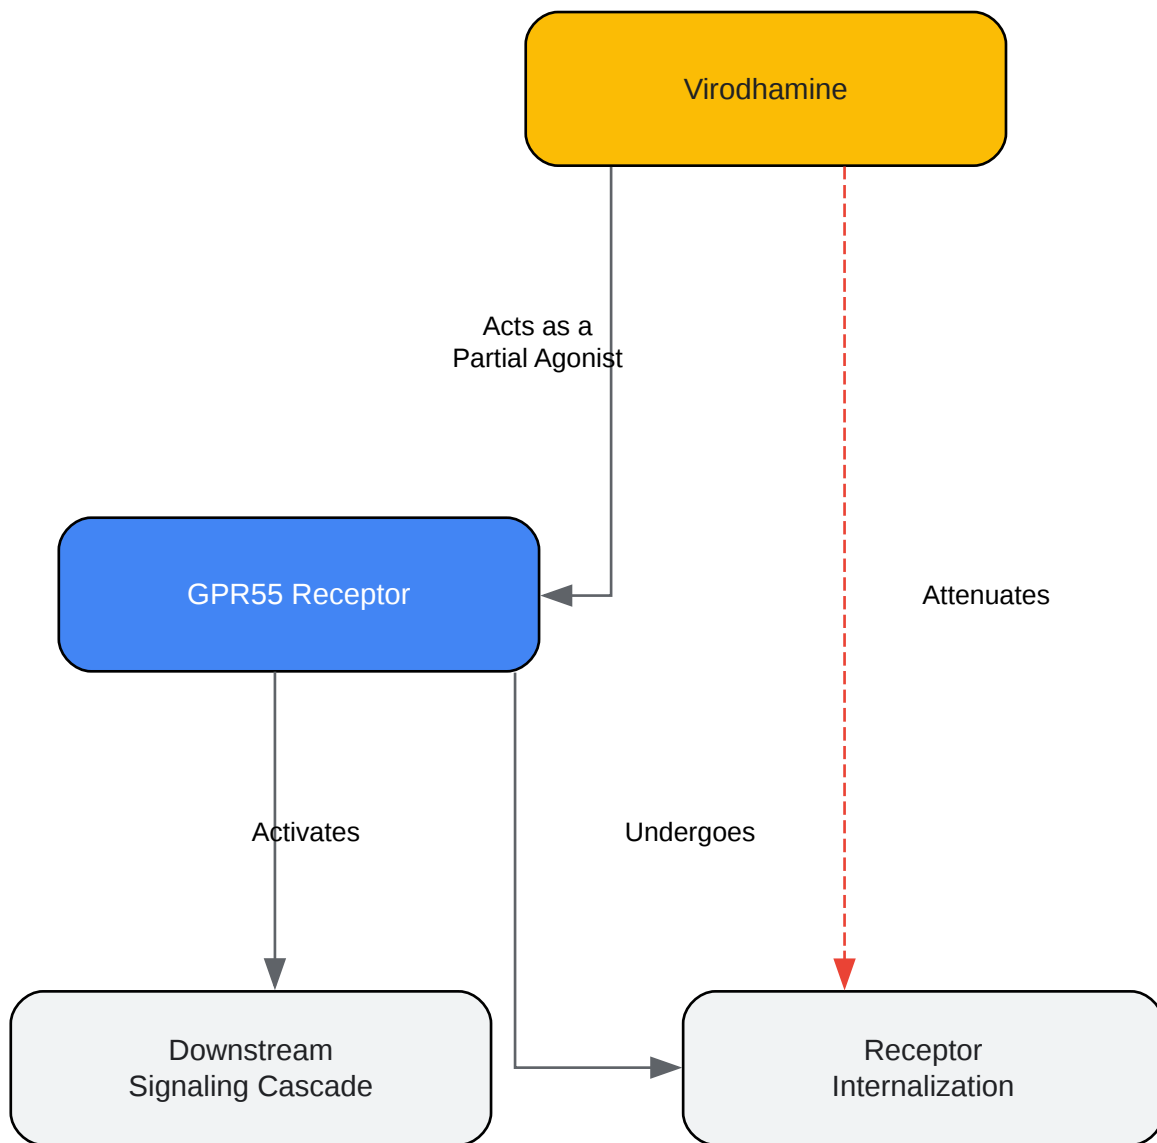 Virodhamine
Acts as a
Partial Agonist
GPR55 Receptor
Attenuates
Activates
Undergoes
Downstream
Signaling Cascade
Receptor
Internalization